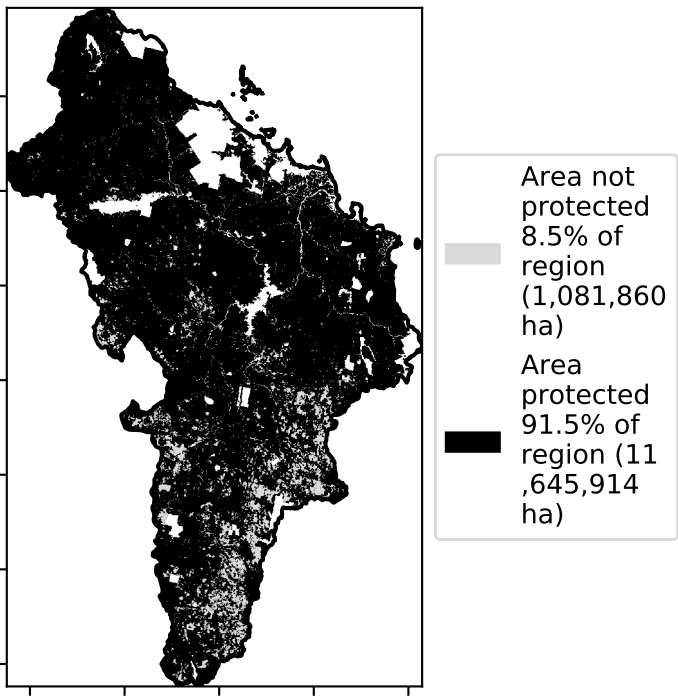 Area not
protected
8.5% of
region
(1,081,860
ha)
Area
protected
91.5% of
region (11
,645,914
ha)